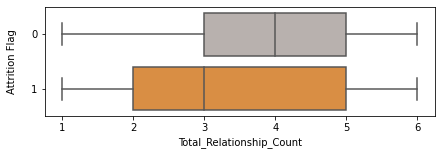 Attrition Flag
0
1
1 2 3 4 5 6
Total_Relationship_Count